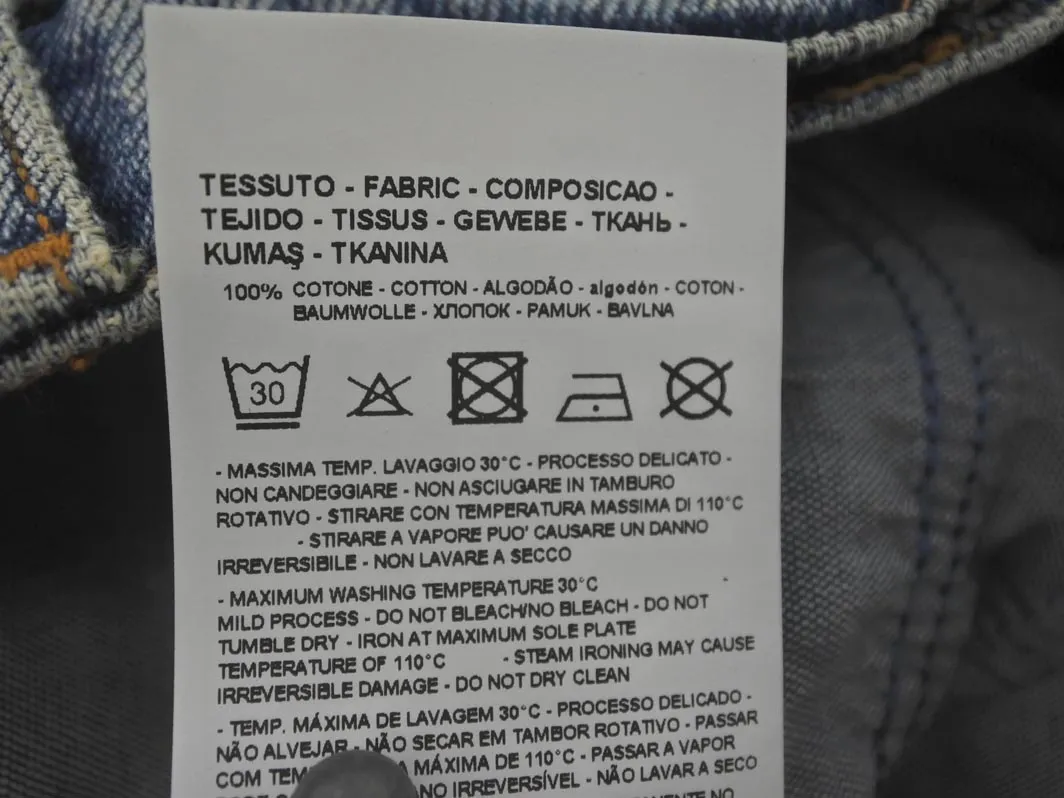 TESSUTO - FABRIC - COMPOSICAO -
TEJIDO - TISSUS - GEWEBE - ТКАНЬ -
KUMAŞ - TKANINA
100% COTONE - COTTON - ALGODÃO - algodón - COTON -
BAUMWOLLE - ХЛОПОК - PAMUK - BAVLNA
30
- MASSIMA TEMP. LAVAGGIO 30°C - PROCESSO DELICATO -
NON CANDEGGIARE - NON ASCIUGARE IN TAMBURO
ROTATIVO - STIRARE CON TEMPERATURA MASSIMA DI 110°C
- STIRARE A VAPORE PUO' CAUSARE UN DANNO
IRREVERSIBILE - NON LAVARE A SECCO
- MAXIMUM WASHING TEMPERATURE 30°C -
MILD PROCESS - DO NOT BLEACH/NO BLEACH - DO NOT
TUMBLE DRY - IRON AT MAXIMUM SOLE PLATE
TEMPERATURE OF 110°C - STEAM IRONING MAY CAUSE
IRREVERSIBLE DAMAGE - DO NOT DRY CLEAN
- TEMP. MÁXIMA DE LAVAGEM 30°C - PROCESSO DELICADO -
NÃO ALVEJAR - NÃO SECAR EM TAMBOR ROTATIVO - PASSAR
COM TEM A MÁXIMA DE 110°C - PASSAR A VAPOR
NO IRREVERSÍVEL - NÃO LAVAR A SECO